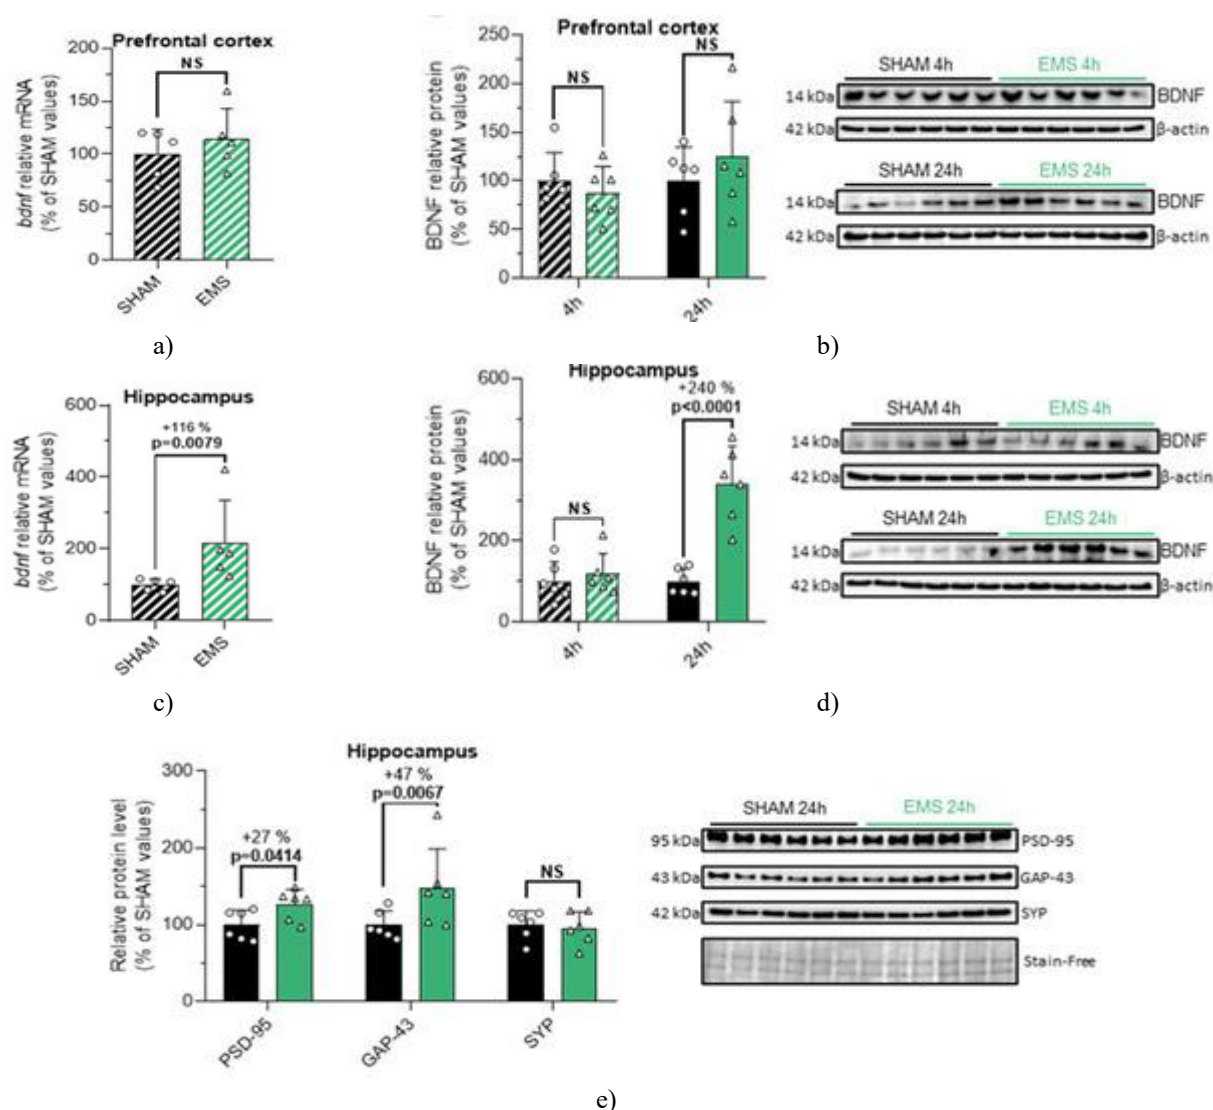 Prefrontal cortex
bdnf relative mRNA
(% of SHAM values)
200
150
100
50
0
NS
SHAM
EMS
a)
Prefrontal cortex
BDNF relative protein
(% of SHAM values)
250
200
150
100
50
0
NS
NS
4h
24h
SHAM 4h
EMS 4h
14 kDa
BDNF
42 kDa
β-actin
SHAM 24h
EMS 24h
14 kDa
BDNF
42 kDa
β-actin
b)
Hippocampus
bdnf relative mRNA
(% of SHAM values)
600
400
200
0
+116 %
p=0.0079
SHAM
EMS
c)
Hippocampus
BDNF relative protein
(% of SHAM values)
600
400
200
0
NS
+240 %
p<0.0001
4h
24h
SHAM 4h
EMS 4h
14 kDa
BDNF
42 kDa
β-actin
SHAM 24h
EMS 24h
14 kDa
BDNF
42 kDa
β-actin
d)
Hippocampus
Relative protein level
(% of SHAM values)
300
200
100
0
+27 %
p=0.0414
+47 %
p=0.0067
NS
PSD-95
GAP-43
SYP
SHAM 24h
EMS 24h
95 kDa
PSD-95
43 kDa
GAP-43
42 kDa
SYP
Stain-Free
e)